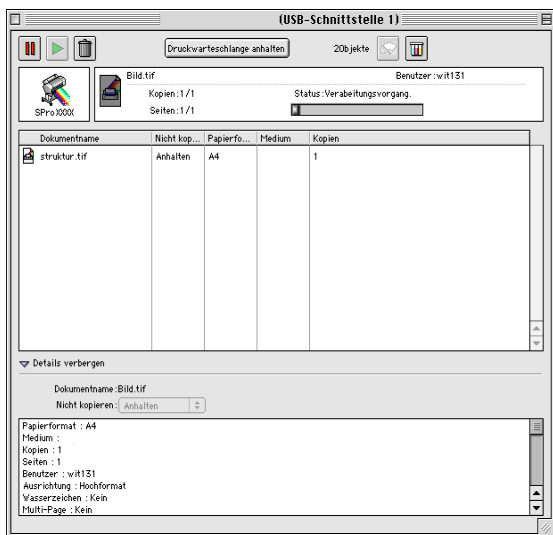 (USB-Schnittstelle 1)
Druckwarteschlange anhalten
2Objekte
SPro XXXX
Bild.tif
Benutzer:wit131
Kopien:1/1
Status:Verabeitungsvorgang.
Seiten:1/1
Dokumentname Nicht kop... Papierfo... Medium Kopien
struktur.tif Anhalten A4 1
Details verbergen
Dokumentname:Bild.tif
Nicht kopieren: Anhalten
Papierformat : A4
Medium :
Kopien : 1
Seiten : 1
Benutzer : wit131
Ausrichtung : Hochformat
Wasserzeichen : Kein
Multi-Page : Kein